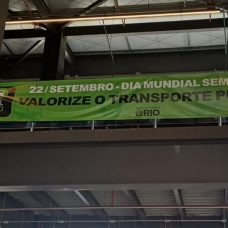 22/SETEMBRO - DIA MUNDIAL SEM
VALORIZE O TRANSPORTE P
RIO